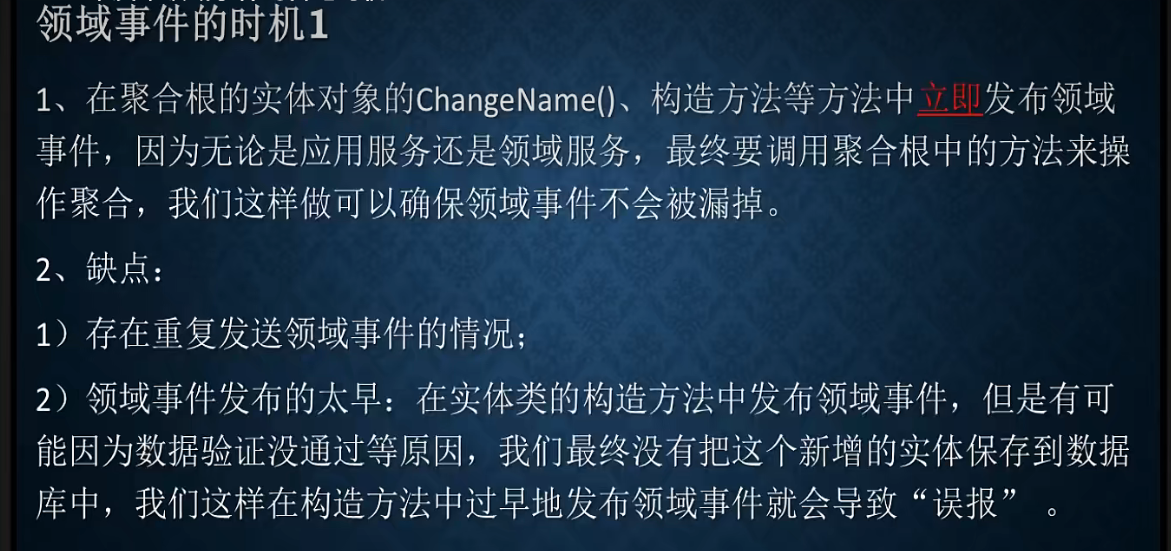 领域事件的时机1
1、在聚合根的实体对象的ChangeName()、构造方法等方法中立即发布领域
事件，因为无论是应用服务还是领域服务，最终要调用聚合根中的方法来操
作聚合，我们这样做可以确保领域事件不会被漏掉。
2、缺点：
1）存在重复发送领域事件的情况；
2）领域事件发布的太早：在实体类的构造方法中发布领域事件，但是有可
能因为数据验证没通过等原因，我们最终没有把这个新增的实体保存到数据
库中，我们这样在构造方法中过早地发布领域事件就会导致“误报” 。